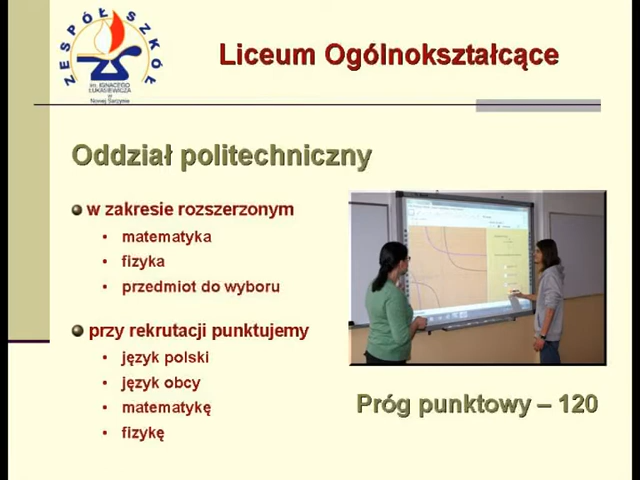 ZESPÓŁ SZKÓŁ
im. IGNACEGO
ŁUKASIEWICZA
w
Nowej Sarzynie
Liceum Ogólnokształcące
Oddział politechniczny
w zakresie rozszerzonym
• matematyka
• fizyka
• przedmiot do wyboru
przy rekrutacji punktujemy
• język polski
• język obcy
• matematykę
• fizykę
Próg punktowy – 120